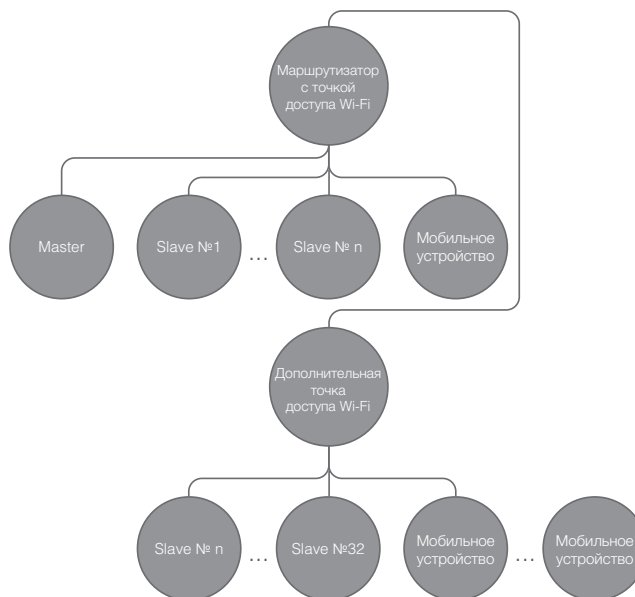 Маршрутизатор
с точкой
доступа Wi-Fi
Master
Slave №1
...
Slave № n
Мобильное
устройство
Дополнительная
точка
доступа Wi-Fi
Slave № n
...
Slave №32
Мобильное
устройство
...
Мобильное
устройство